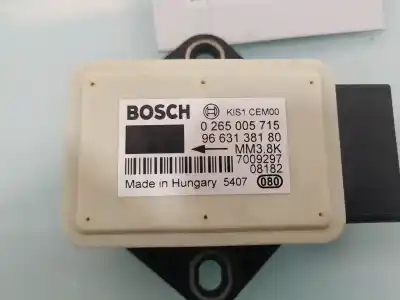 BOSCH KIS1 CEM00
0 265 005 715
96 631 381 80
MM3.8K
7009297
08182
Made in Hungary 5407 080